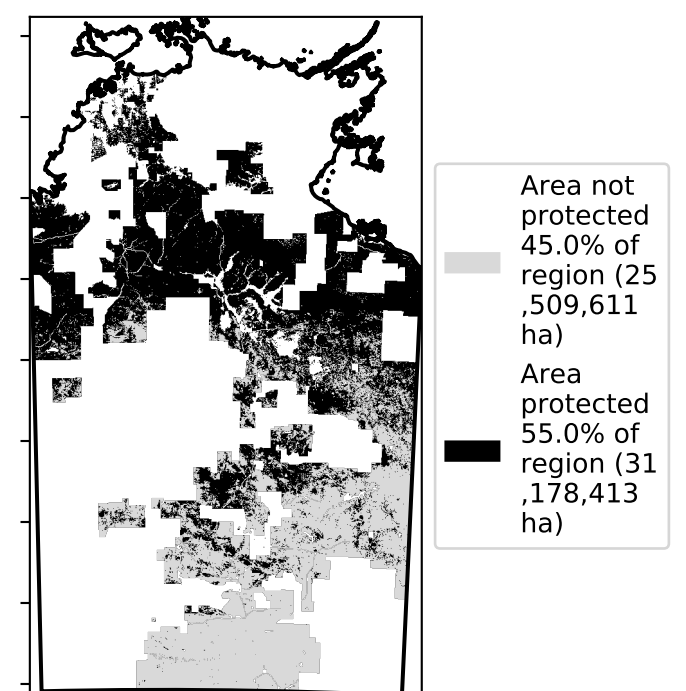 Area not
protected
45.0% of
region (25
,509,611
ha)
Area
protected
55.0% of
region (31
,178,413
ha)